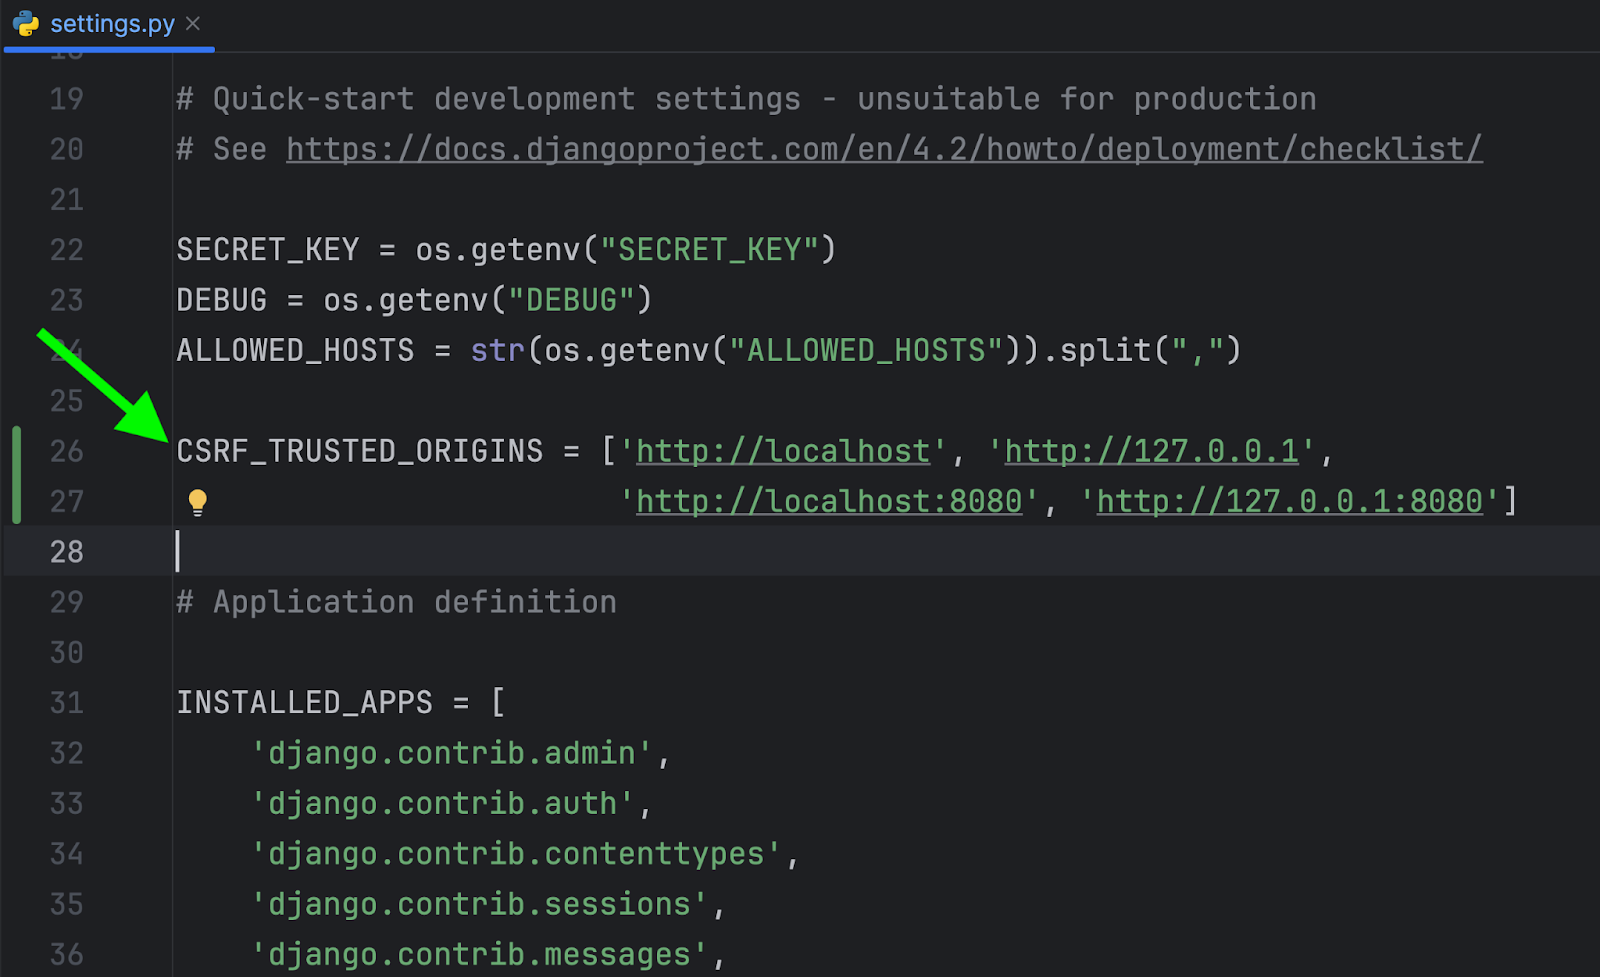 settings.py
18
19 # Quick-start development settings - unsuitable for production
20 # See https://docs.djangoproject.com/en/4.2/howto/deployment/checklist/
21
22 SECRET_KEY = os.getenv("SECRET_KEY")
23 DEBUG = os.getenv("DEBUG")
24 ALLOWED_HOSTS = str(os.getenv("ALLOWED_HOSTS")).split(",")
25
26 CSRF_TRUSTED_ORIGINS = ['http://localhost', 'http://127.0.0.1',
27 'http://localhost:8080', 'http://127.0.0.1:8080']
28
29 # Application definition
30
31 INSTALLED_APPS = [
32 'django.contrib.admin',
33 'django.contrib.auth',
34 'django.contrib.contenttypes',
35 'django.contrib.sessions',
36 'django.contrib.messages',